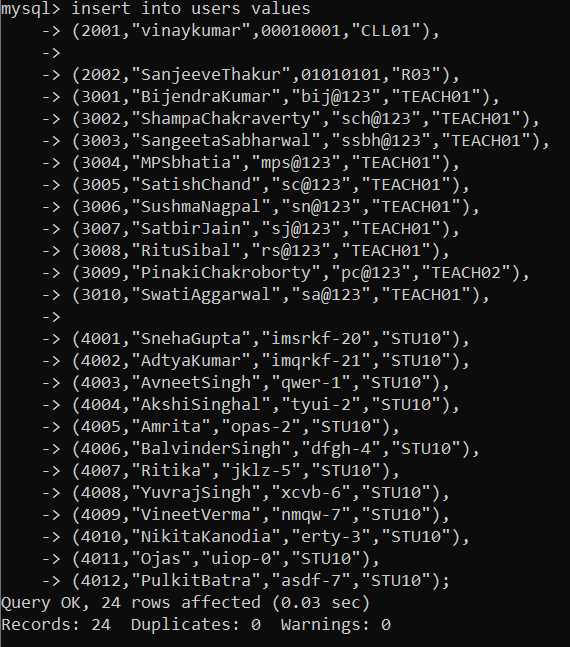 mysql> insert into users values
    -> (2001,"vinaykumar",00010001,"CLL01"),
    ->
    -> (2002,"SanjeeveThakur",01010101,"R03"),
    -> (3001,"BijendraKumar","bij@123","TEACH01"),
    -> (3002,"ShampaChakraverty","sch@123","TEACH01"),
    -> (3003,"SangeetaSabharwal","ssbh@123","TEACH01"),
    -> (3004,"MPSbhatia","mps@123","TEACH01"),
    -> (3005,"SatishChand","sc@123","TEACH01"),
    -> (3006,"SushmaNagpal","sn@123","TEACH01"),
    -> (3007,"SatbirJain","sj@123","TEACH01"),
    -> (3008,"RituSibal","rs@123","TEACH01"),
    -> (3009,"PinakiChakroborty","pc@123","TEACH02"),
    -> (3010,"SwatiAggarwal","sa@123","TEACH01"),
    ->
    -> (4001,"SnehaGupta","imsrkf-20","STU10"),
    -> (4002,"AdtyaKumar","imqrkf-21","STU10"),
    -> (4003,"AvneetSingh","qwer-1","STU10"),
    -> (4004,"AkshiSinghal","tyui-2","STU10"),
    -> (4005,"Amrita","opas-2","STU10"),
    -> (4006,"BalvinderSingh","dfgh-4","STU10"),
    -> (4007,"Ritika","jklz-5","STU10"),
    -> (4008,"YuvrajSingh","xcvb-6","STU10"),
    -> (4009,"VineetVerma","nmqw-7","STU10"),
    -> (4010,"NikitaKanodia","erty-3","STU10"),
    -> (4011,"Ojas","uiop-0","STU10"),
    -> (4012,"PulkitBatra","asdf-7","STU10");
Query OK, 24 rows affected (0.03 sec)
Records: 24  Duplicates: 0  Warnings: 0